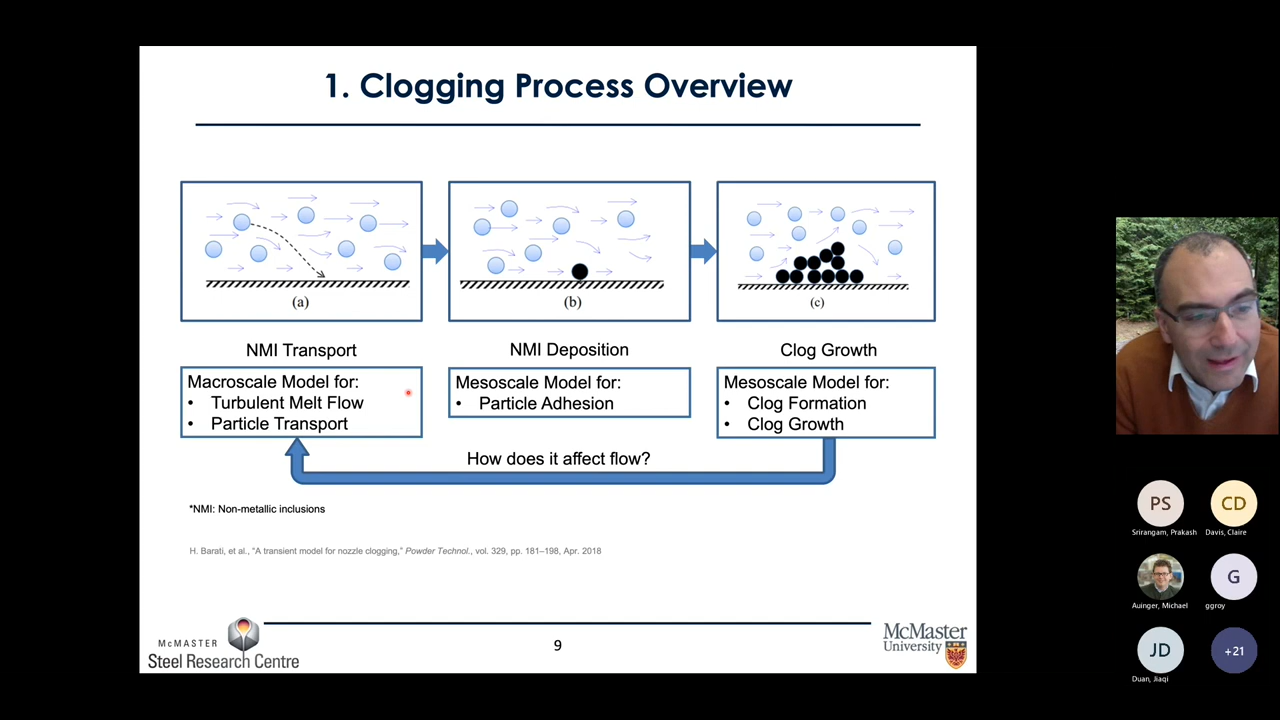 1. Clogging Process Overview
(a)
(b)
(c)
NMI Transport
NMI Deposition
Clog Growth
Macroscale Model for:
• Turbulent Melt Flow
• Particle Transport
Mesoscale Model for:
• Particle Adhesion
Mesoscale Model for:
• Clog Formation
• Clog Growth
How does it affect flow?
*NMI: Non-metallic inclusions
H. Barati, et al., "A transient model for nozzle clogging," Powder Technol., vol. 329, pp. 181–198, Apr. 2018
McMASTER
Steel Research Centre
9
McMaster
University
PS
Srirangam, Prakash
CD
Davis, Claire
Auinger, Michael
G
ggroy
JD
Duan, Jiaqi
+21